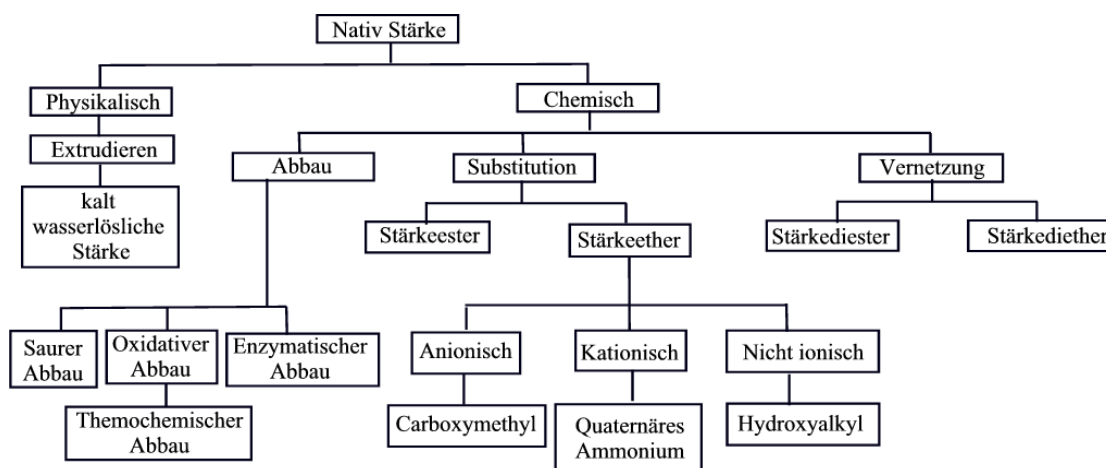 Nativ Stärke
Physikalisch
Chemisch
Extrudieren
Abbau
Substitution
Vernetzung
kalt
wasserlösliche
Stärke
Stärkeester
Stärkeether
Stärkediester
Stärkediether
Saurer
Abbau
Oxidativer
Abbau
Enzymatischer
Abbau
Anionisch
Kationisch
Nicht ionisch
Themochemischer
Abbau
Carboxymethyl
Quaternäres
Ammonium
Hydroxyalkyl